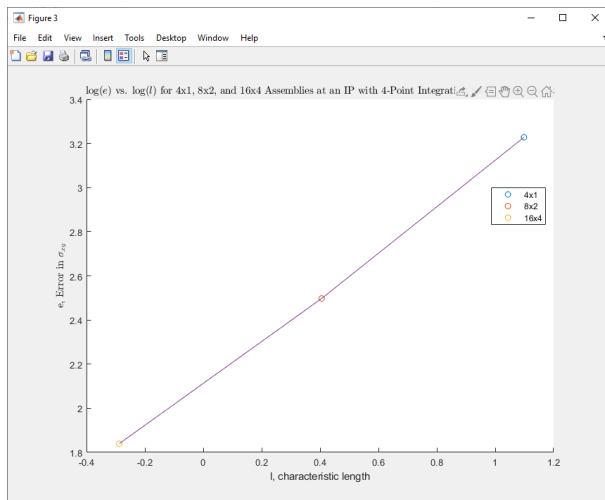 Figure 3
File Edit View Insert Tools Desktop Window Help
log(e) vs. log(l) for 4x1, 8x2, and 16x4 Assemblies at an IP with 4-Point
3.4
3.2
3
2.8
2.6
2.4
2.2
2
1.8
e, Error in σxy
4x1
8x2
16x4
-0.4 -0.2 0 0.2 0.4 0.6 0.8 1 1.2
l, characteristic length